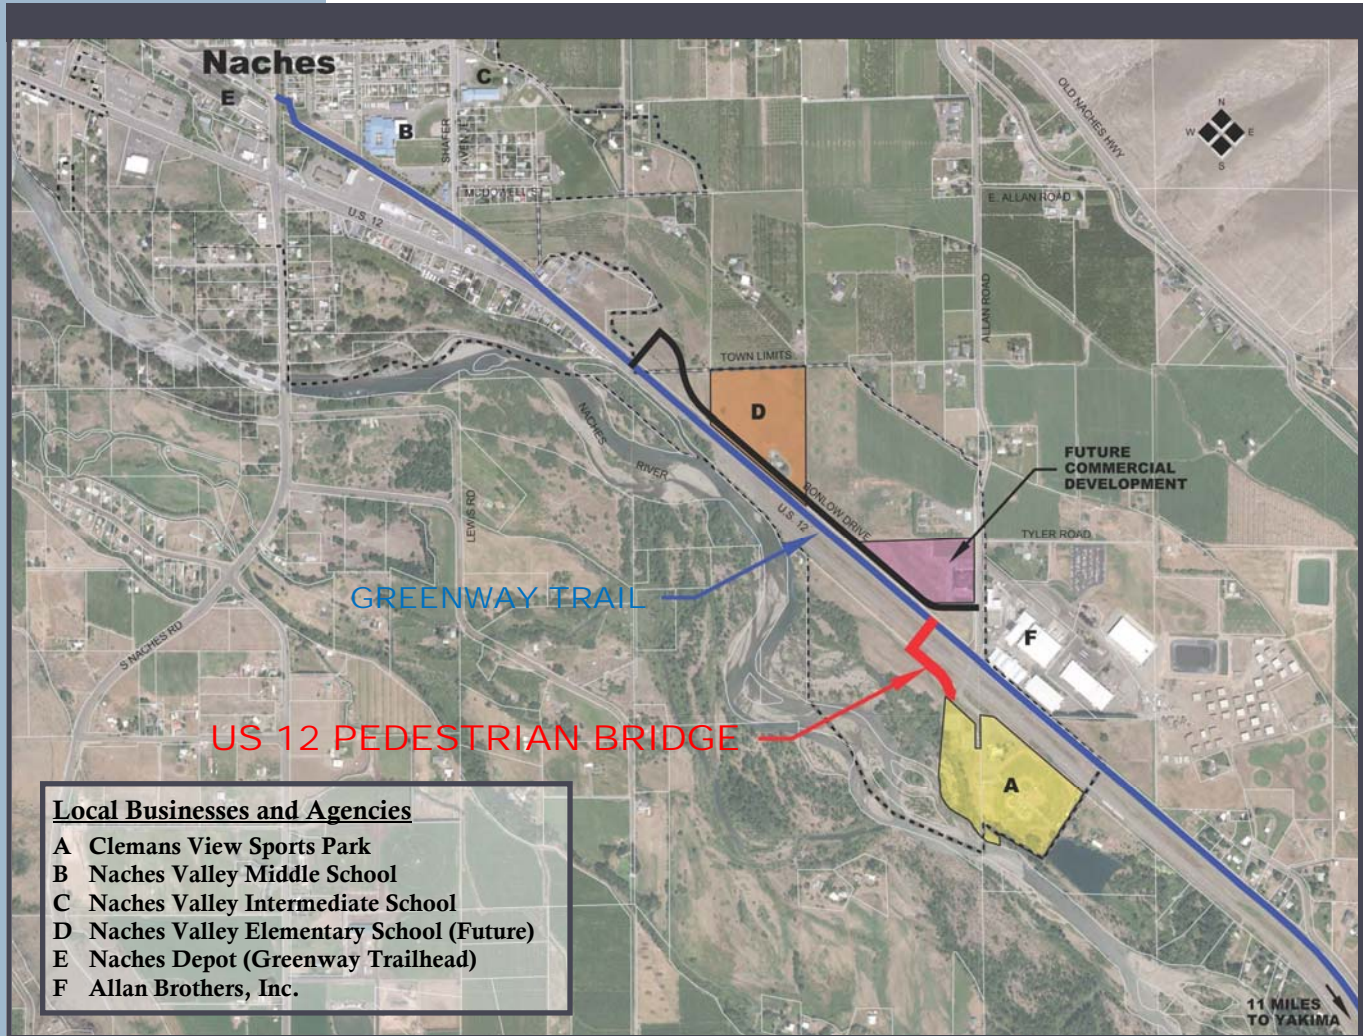 Naches
E
C
B
SHAFER
AVENUE
MCDOWELL ST
U.S. 12
OLD NACHES HWY
N
W E
S
E. ALLAN ROAD
ALLAN ROAD
TOWN LIMITS
D
NACHES
RIVER
LEWIS RD
BONLOW DRIVE
U.S. 12
FUTURE
COMMERCIAL
DEVELOPMENT
TYLER ROAD
GREENWAY TRAIL
S NACHES RD
F
US 12 PEDESTRIAN BRIDGE
A
Local Businesses and Agencies
A Clemans View Sports Park
B Naches Valley Middle School
C Naches Valley Intermediate School
D Naches Valley Elementary School (Future)
E Naches Depot (Greenway Trailhead)
F Allan Brothers, Inc.
11 MILES
TO YAKIMA